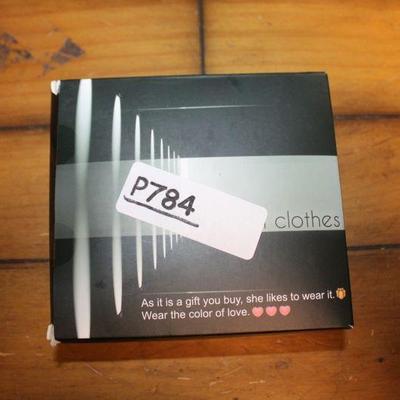 P784
clothes
As it is a gift you buy, she likes to wear it.🎁
Wear the color of love.💗💗💗